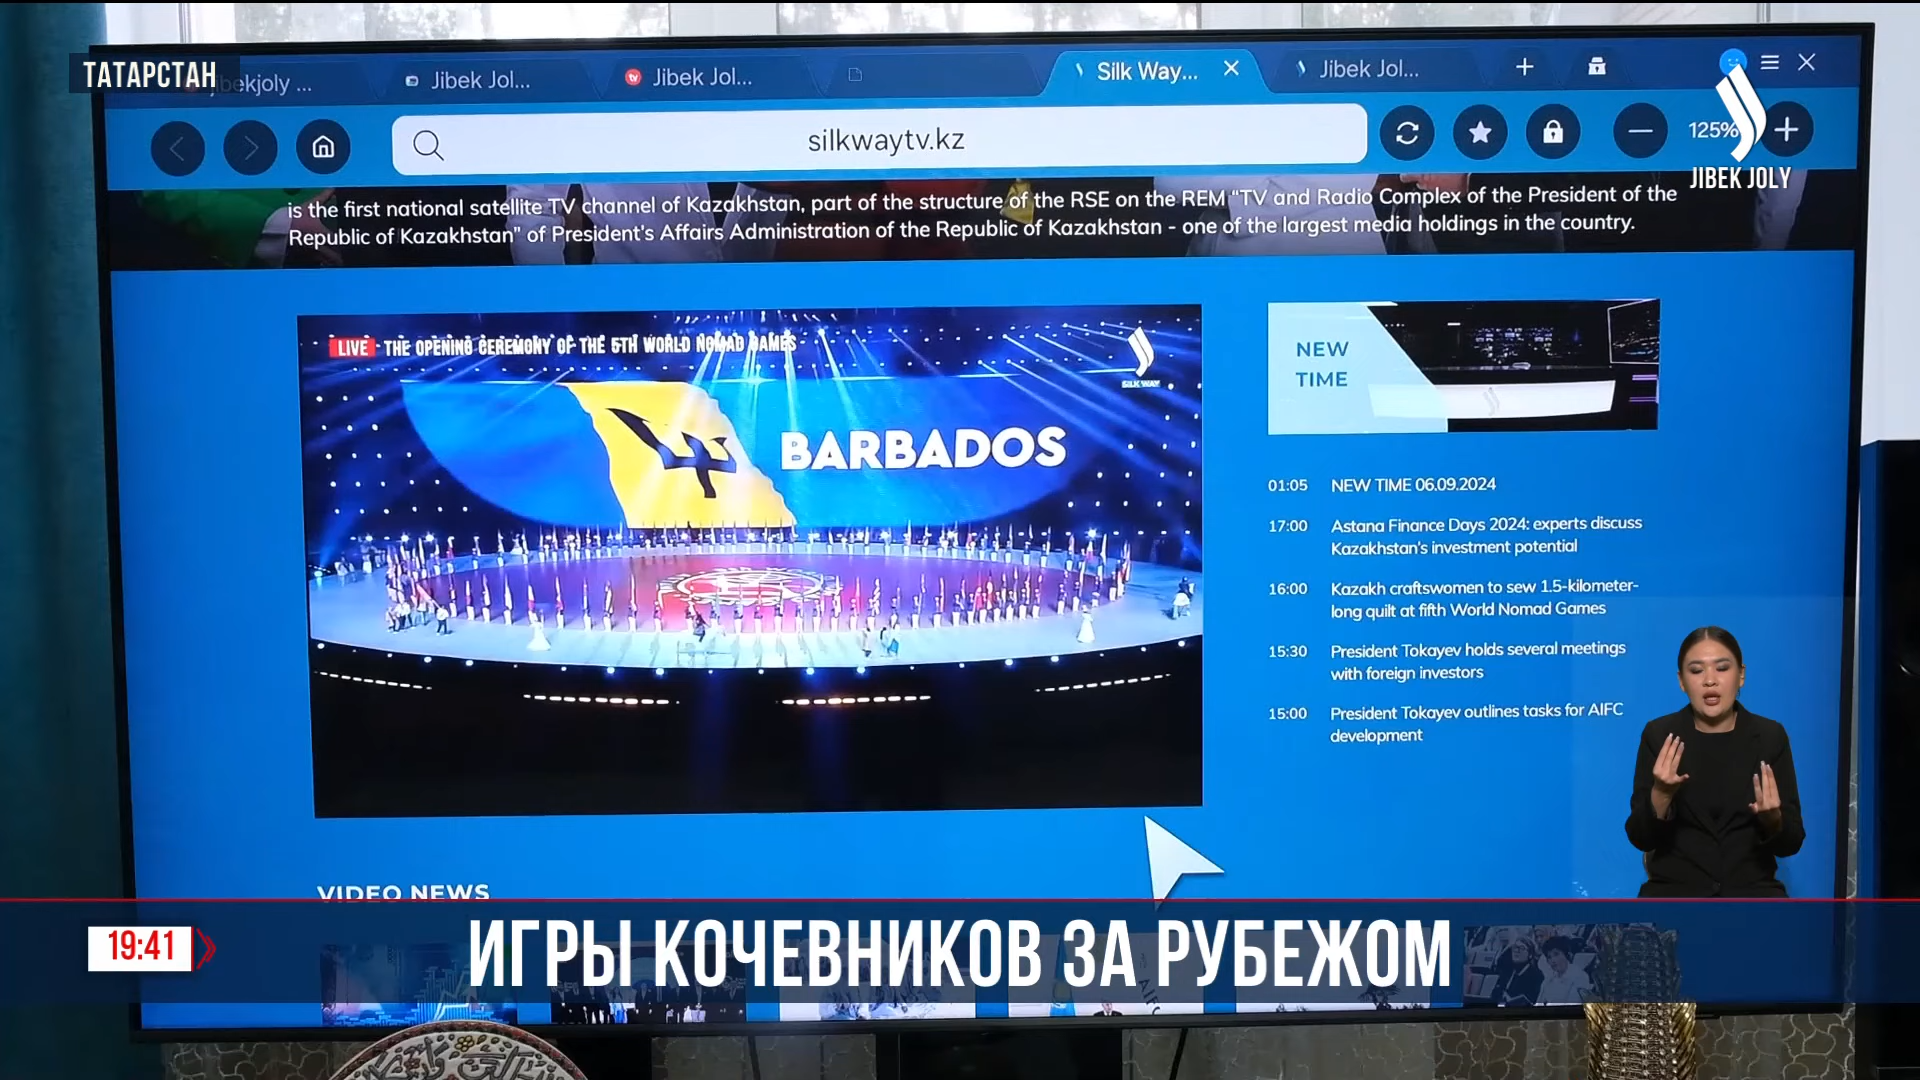 ТАТАРСТАН
ekjoly ...
Jibek Jol...
Jibek Jol...
Silk Way...
Jibek Jol...
silkwaytv.kz
125%
JIBEK JOLY
is the first national satellite TV channel of Kazakhstan, part of the structure of the RSE on the REM “TV and Radio Complex of the President of the
Republic of Kazakhstan” of President's Affairs Administration of the Republic of Kazakhstan - one of the largest media holdings in the country.
LIVE - THE OPENING CEREMONY OF THE 5TH WORLD NOMAD GAMES
SILK WAY
BARBADOS
NEW
TIME
01:05 NEW TIME 06.09.2024
17:00 Astana Finance Days 2024: experts discuss
Kazakhstan's investment potential
16:00 Kazakh craftswomen to sew 1.5-kilometer-
long quilt at fifth World Nomad Games
15:30 President Tokayev holds several meetings
with foreign investors
15:00 President Tokayev outlines tasks for AIFC
development
VIDEO NEWS
19:41
ИГРЫ КОЧЕВНИКОВ ЗА РУБЕЖОМ